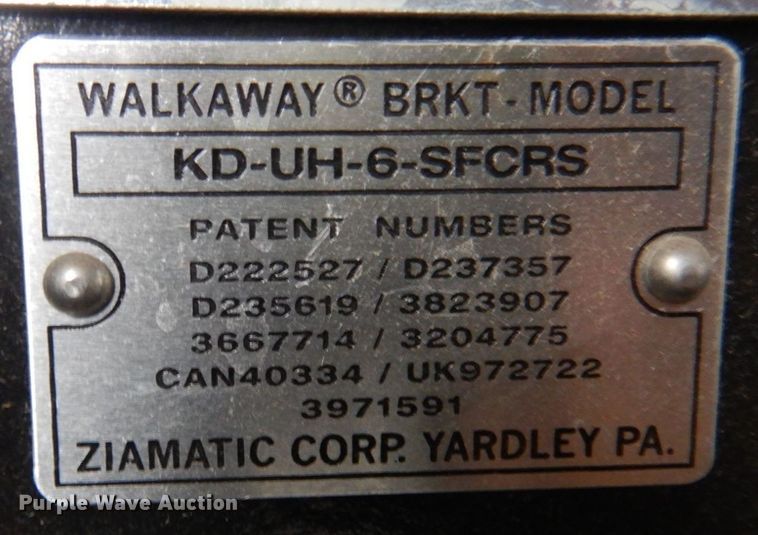 WALKAWAY® BRKT-MODEL
KD-UH-6-SFCRS
PATENT NUMBERS
D222527 / D237357
D235619 / 3823907
3667714 / 3204775
CAN40334 / UK972722
3971591
ZIAMATIC CORP. YARDLEY PA.
Purple Wave Auction